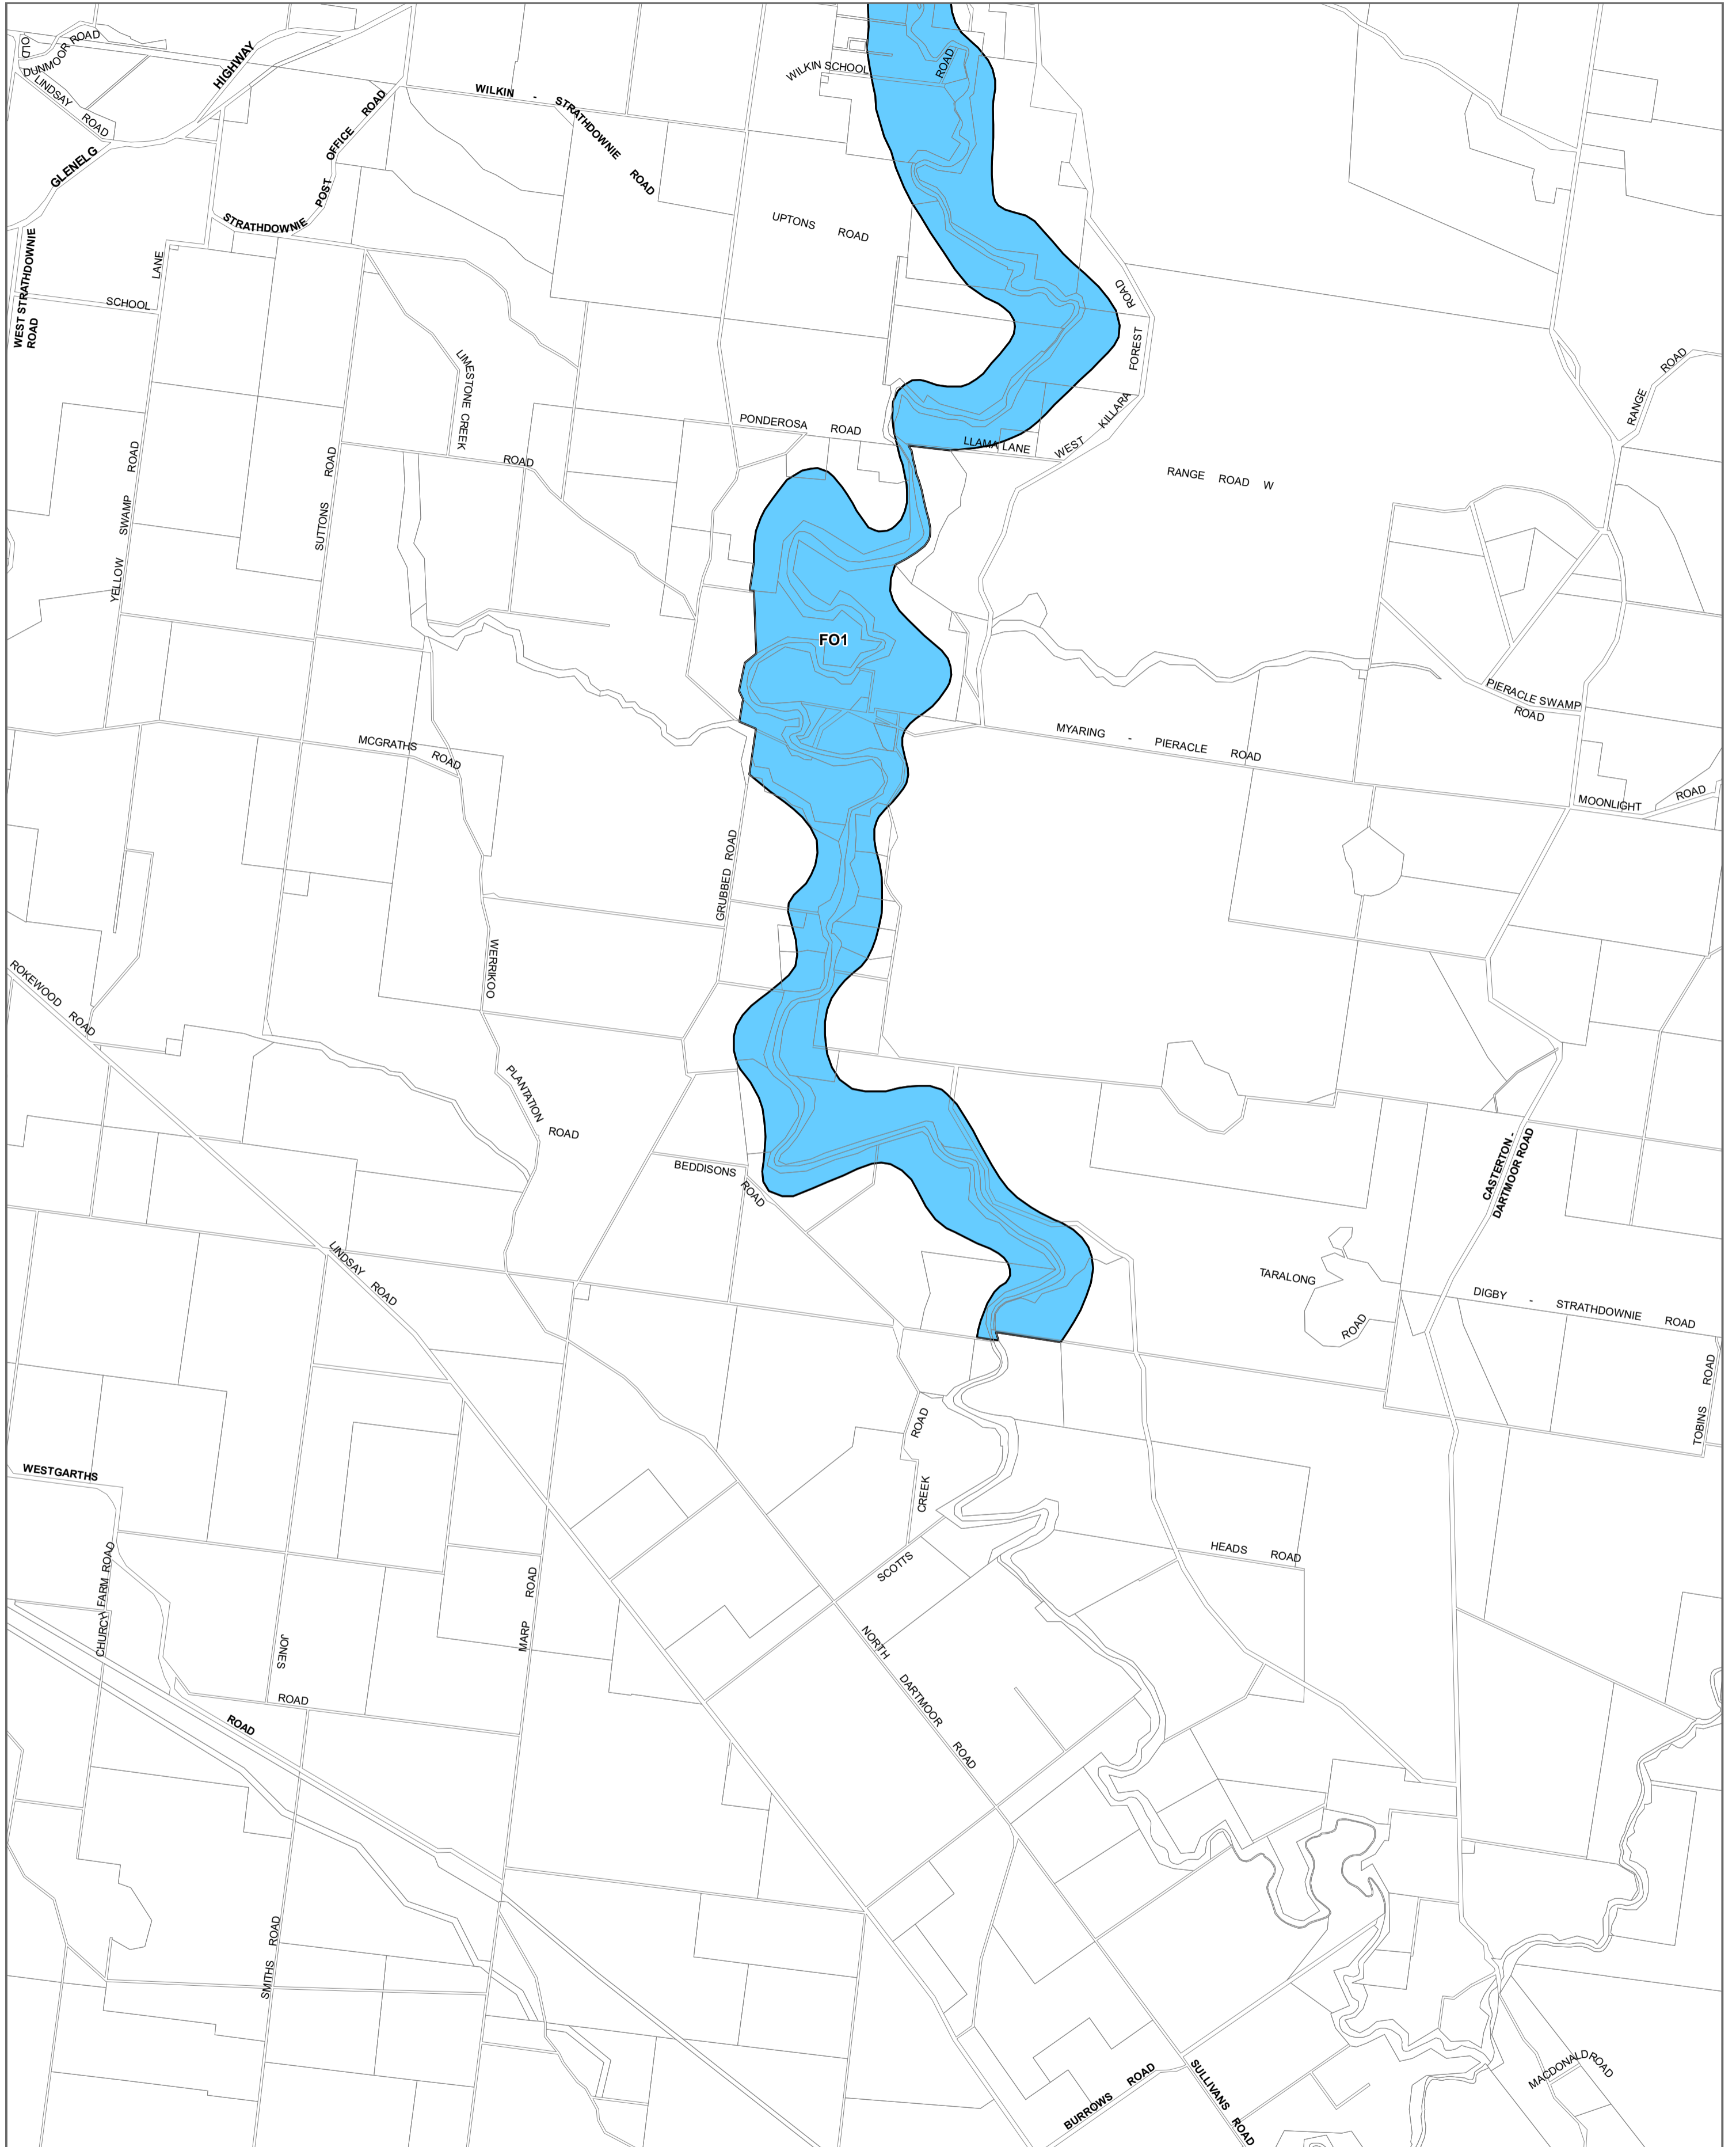 OLD
DUNMOOR ROAD
LINDSAY ROAD
HIGHWAY
GLENELG
WILKIN - STRATHDOWNIE ROAD
STRATHDOWNIE POST OFFICE ROAD
WILKIN SCHOOL ROAD
UPTONS ROAD
WEST STRATHDOWNIE
ROAD
SCHOOL LANE
LIMESTONE CREEK
ROAD
YELLOW SWAMP ROAD
SUTTONS ROAD
PONDEROSA ROAD
LLAMA LANE
WEST KILLARA FOREST ROAD
RANGE ROAD
RANGE ROAD W
FO1
PIERACLE SWAMP
ROAD
MYARING - PIERACLE ROAD
MOONLIGHT ROAD
MCGRATHS ROAD
GRUBBED ROAD
WERRIKOO
PLANTATION
ROAD
ROKEWOOD ROAD
BEDDISONS
ROAD
CASTERTON -
DARTMOOR ROAD
LINDSAY ROAD
TARALONG
ROAD
DIGBY - STRATHDOWNIE ROAD
TOBINS ROAD
WESTGARTHS
ROAD
CHURCH FARM ROAD
JONES
ROAD
MARP ROAD
SCOTTS CREEK ROAD
HEADS ROAD
NORTH DARTMOOR ROAD
SMITHS ROAD
BURROWS ROAD
SULLIVANS ROAD
MACDONALD ROAD